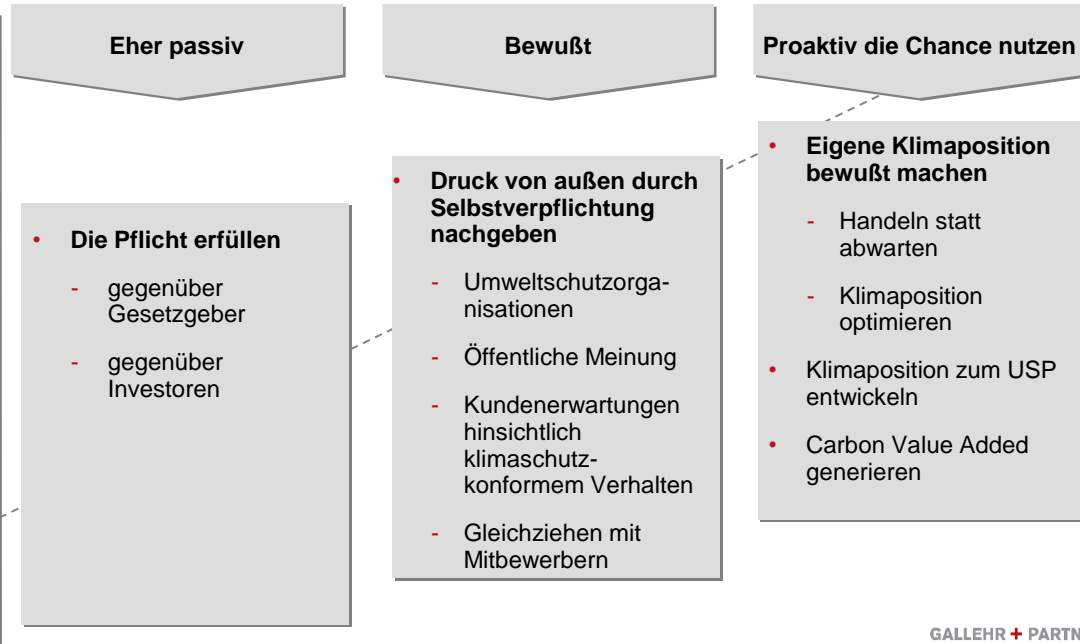 Eher passiv
Bewußt
Proaktiv die Chance nutzen
• Die Pflicht erfüllen
- gegenüber
Gesetzgeber
- gegenüber
Investoren
• Druck von außen durch
Selbstverpflichtung
nachgeben
- Umweltschutzorga-
nisationen
- Öffentliche Meinung
- Kundenerwartungen
hinsichtlich
klimaschutz-
konformem Verhalten
- Gleichziehen mit
Mitbewerbern
• Eigene Klimaposition
bewußt machen
- Handeln statt
abwarten
- Klimaposition
optimieren
• Klimaposition zum USP
entwickeln
• Carbon Value Added
generieren
GALLEHR + PARTN